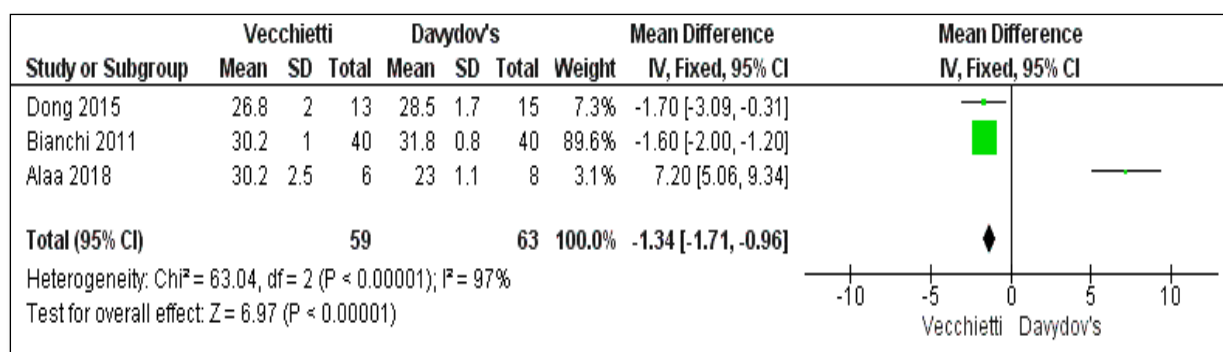 Vecchietti Davydov's Mean Difference Mean Difference
Study or Subgroup Mean SD Total Mean SD Total Weight IV, Fixed, 95% CI IV, Fixed, 95% CI
Dong 2015 26.8 2 13 28.5 1.7 15 7.3% -1.70 [-3.09, -0.31]
Bianchi 2011 30.2 1 40 31.8 0.8 40 89.6% -1.60 [-2.00, -1.20]
Alaa 2018 30.2 2.5 6 23 1.1 8 3.1% 7.20 [5.06, 9.34]
Total (95% CI) 59 63 100.0% -1.34 [-1.71, -0.96]
Heterogeneity: Chi² = 63.04, df = 2 (P < 0.00001); I² = 97%
Test for overall effect: Z = 6.97 (P < 0.00001)
-10 -5 0 5 10
Vecchietti Davydov's